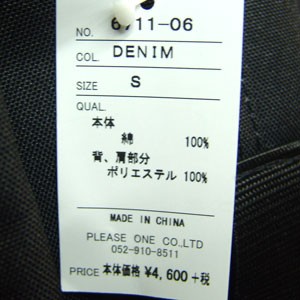 NO. 6711-06
COL. DENIM
SIZE S
QUAL.
本体
綿 100%
背、肩部分
ポリエステル 100%
MADE IN CHINA
PLEASE ONE CO.,LTD
052-910-8511
PRICE 本体価格 ¥4,600+税